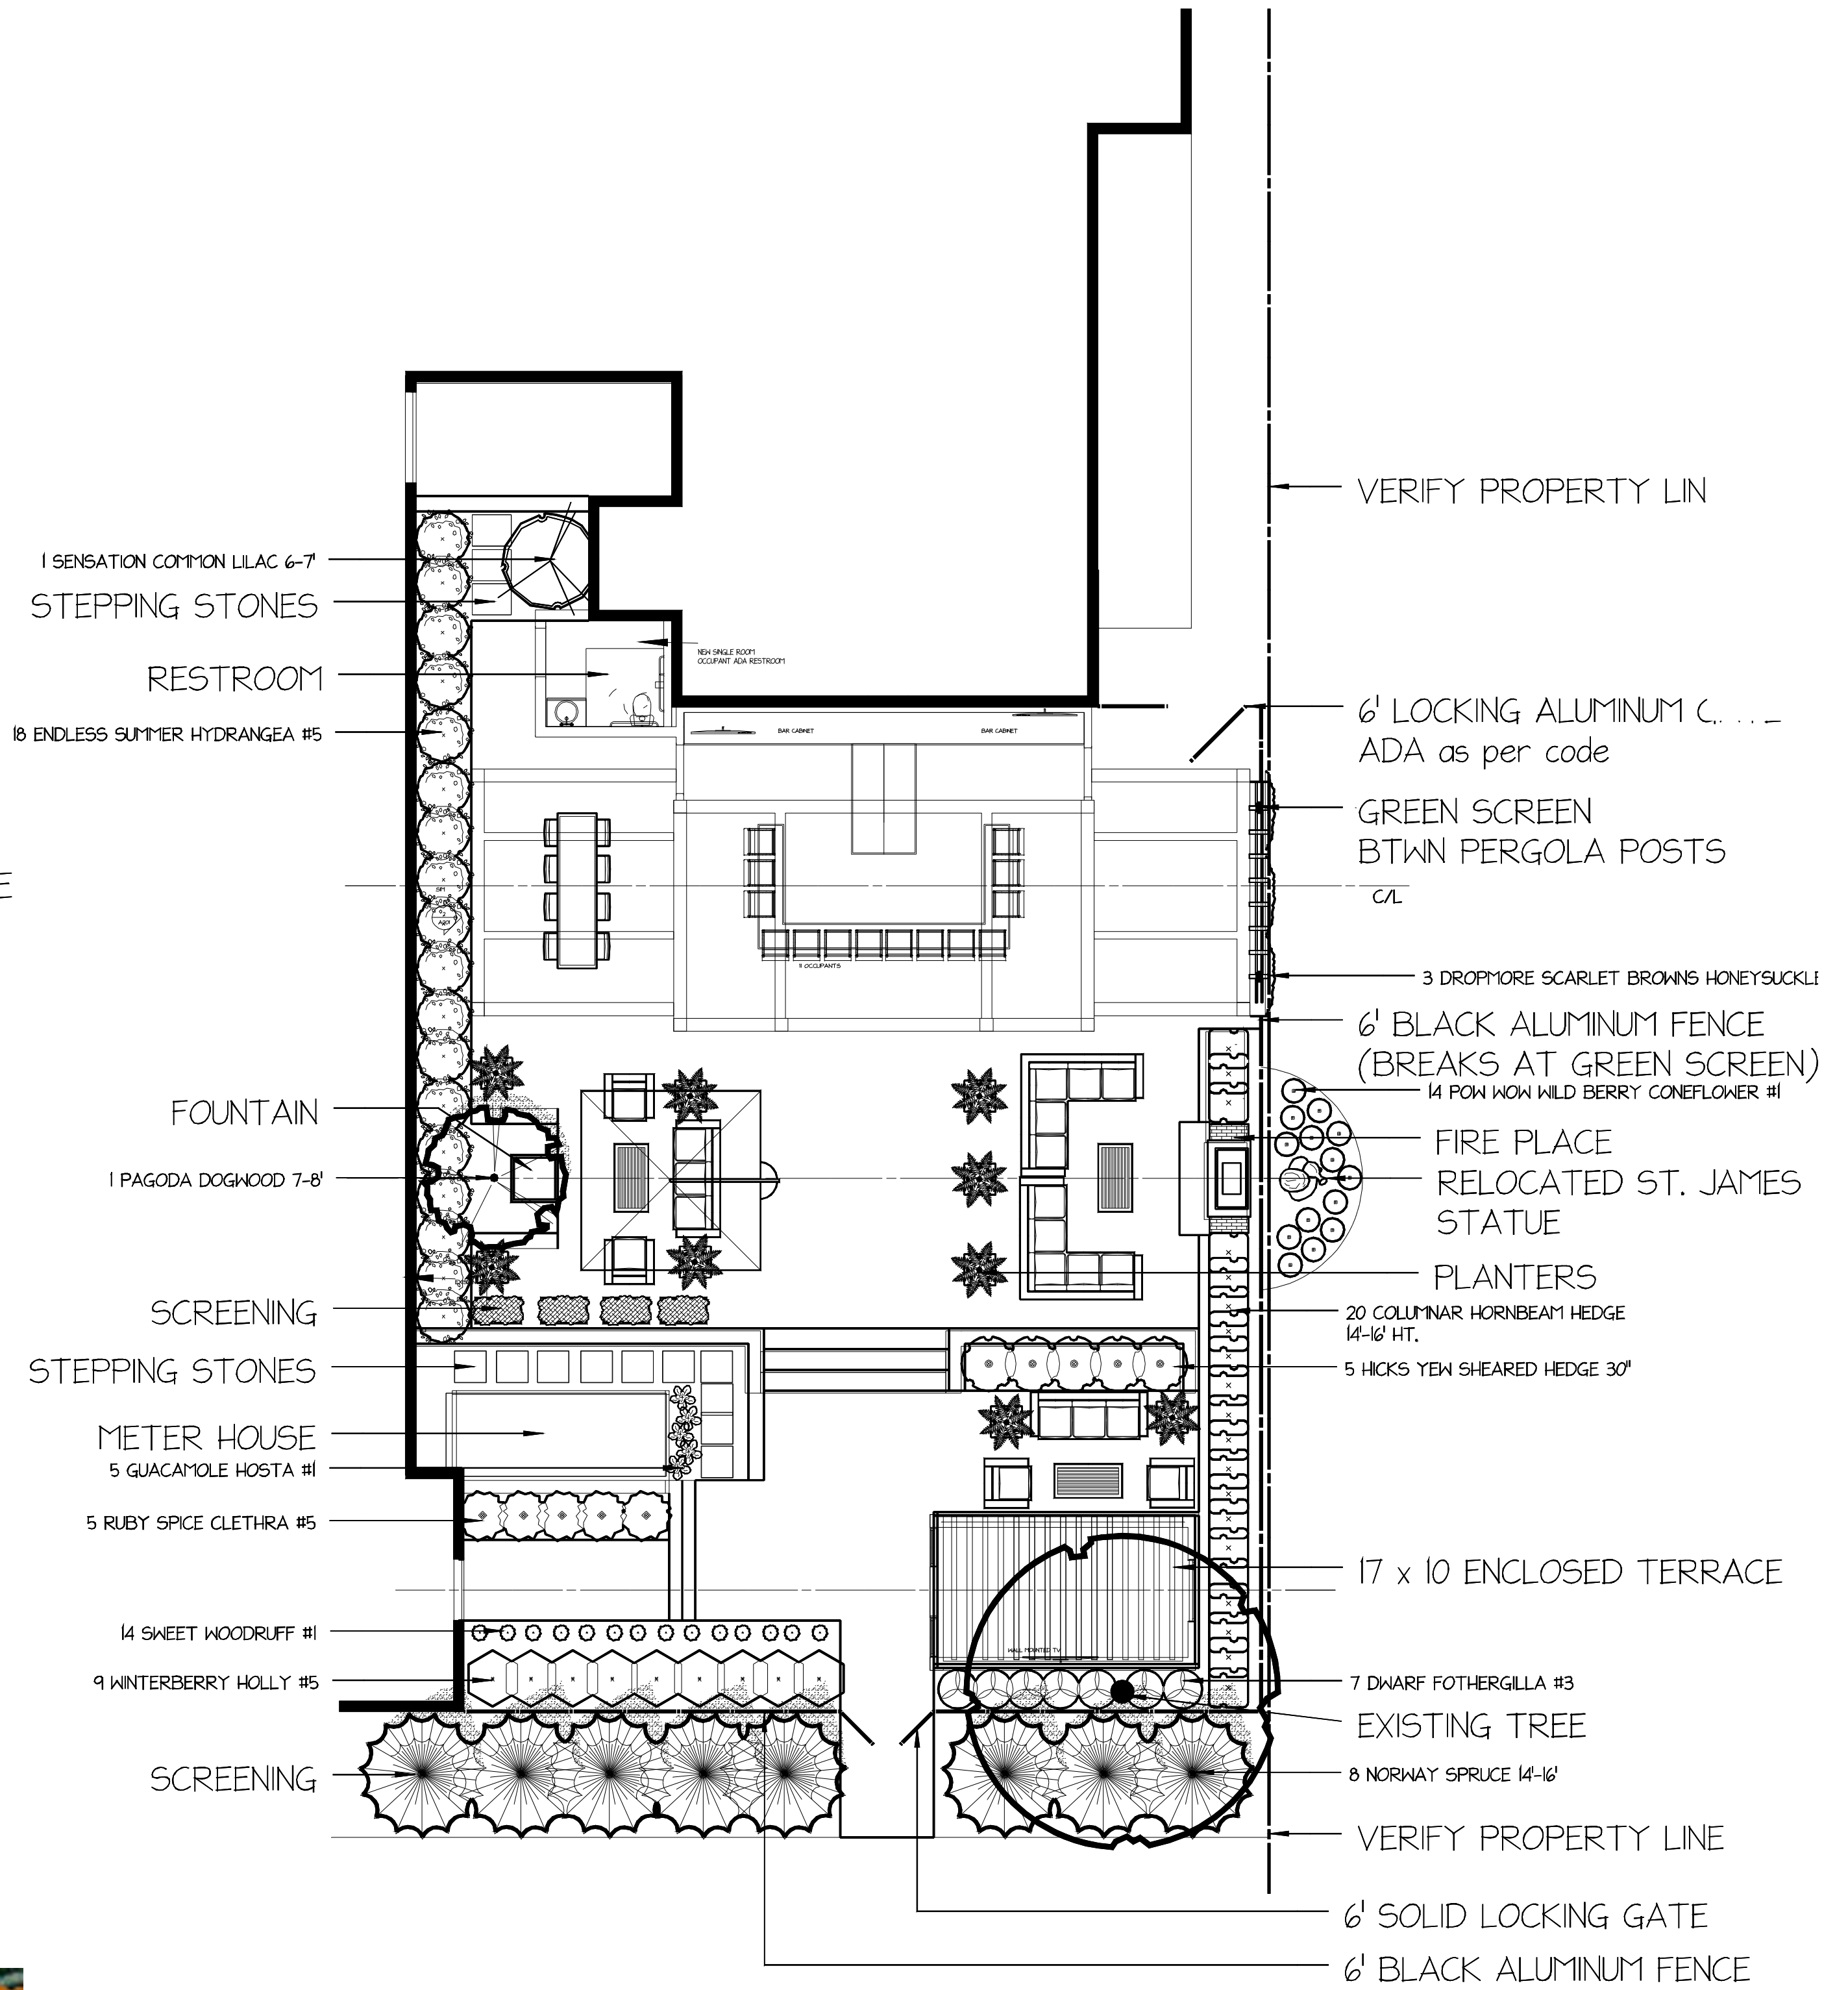 VERIFY PROPERTY LIN
1 SENSATION COMMON LILAC 6-7'
STEPPING STONES
RESTROOM
NEW SINGLE ROOM
OCCUPANT ADA RESTROOM
18 ENDLESS SUMMER HYDRANGEA #5
BAR CABINET
BAR CABINET
6' LOCKING ALUMINUM
ADA as per code
GREEN SCREEN
BTWN PERGOLA POSTS
E
SIM
2
A201
C/L
11 OCCUPANTS
3 DROPMORE SCARLET BROWNS HONEYSUCKLE
6' BLACK ALUMINUM FENCE
(BREAKS AT GREEN SCREEN)
14 POW WOW WILD BERRY CONEFLOWER #1
FOUNTAIN
FIRE PLACE
1 PAGODA DOGWOOD 7-8'
RELOCATED ST. JAMES
STATUE
PLANTERS
SCREENING
20 COLUMNAR HORNBEAM HEDGE
14'-16' HT.
STEPPING STONES
5 HICKS YEW SHEARED HEDGE 30"
METER HOUSE
5 GUACAMOLE HOSTA #1
5 RUBY SPICE CLETHRA #5
17 x 10 ENCLOSED TERRACE
14 SWEET WOODRUFF #1
WALL MOUNTED TV
9 WINTERBERRY HOLLY #5
7 DWARF FOTHERGILLA #3
EXISTING TREE
SCREENING
8 NORWAY SPRUCE 14'-16'
VERIFY PROPERTY LINE
6' SOLID LOCKING GATE
6' BLACK ALUMINUM FENCE